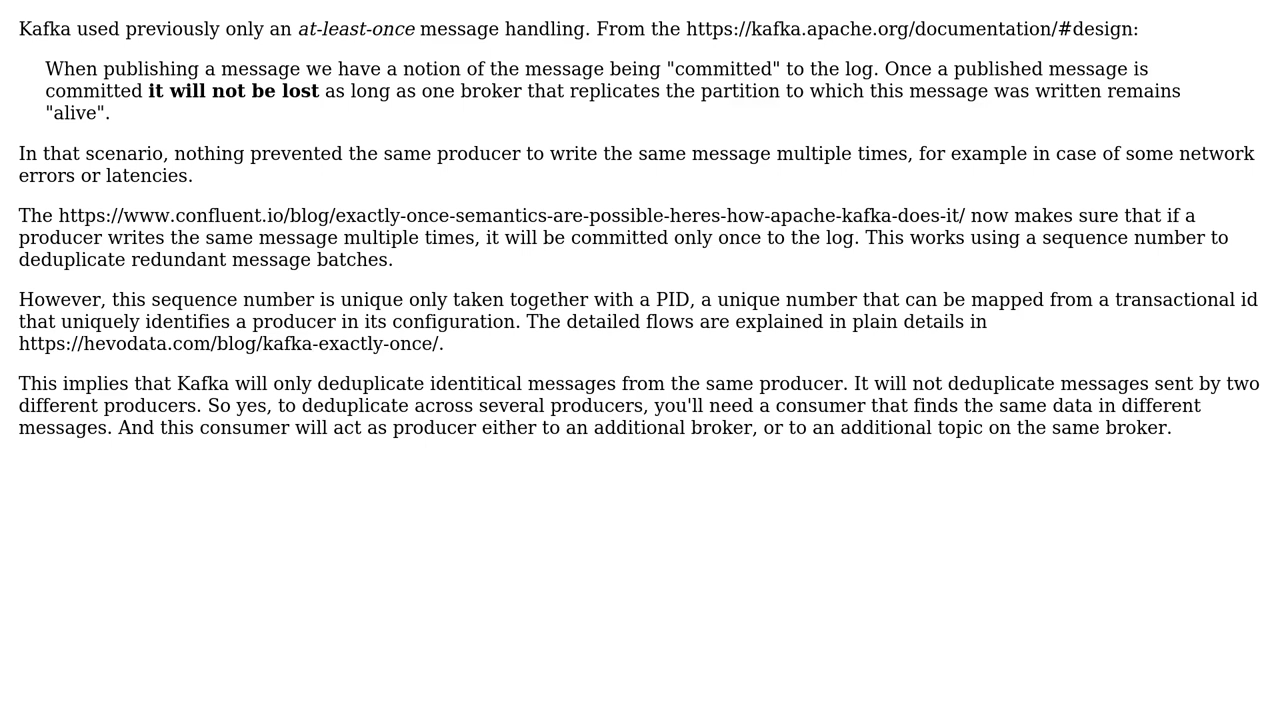 Kafka used previously only an at-least-once message handling. From the https://kafka.apache.org/documentation/#design:
When publishing a message we have a notion of the message being "committed" to the log. Once a published message is
committed it will not be lost as long as one broker that replicates the partition to which this message was written remains
"alive".
In that scenario, nothing prevented the same producer to write the same message multiple times, for example in case of some network
errors or latencies.
The https://www.confluent.io/blog/exactly-once-semantics-are-possible-heres-how-apache-kafka-does-it/ now makes sure that if a
producer writes the same message multiple times, it will be committed only once to the log. This works using a sequence number to
deduplicate redundant message batches.
However, this sequence number is unique only taken together with a PID, a unique number that can be mapped from a transactional id
that uniquely identifies a producer in its configuration. The detailed flows are explained in plain details in
https://hevodata.com/blog/kafka-exactly-once/.
This implies that Kafka will only deduplicate identitical messages from the same producer. It will not deduplicate messages sent by two
different producers. So yes, to deduplicate across several producers, you'll need a consumer that finds the same data in different
messages. And this consumer will act as producer either to an additional broker, or to an additional topic on the same broker.